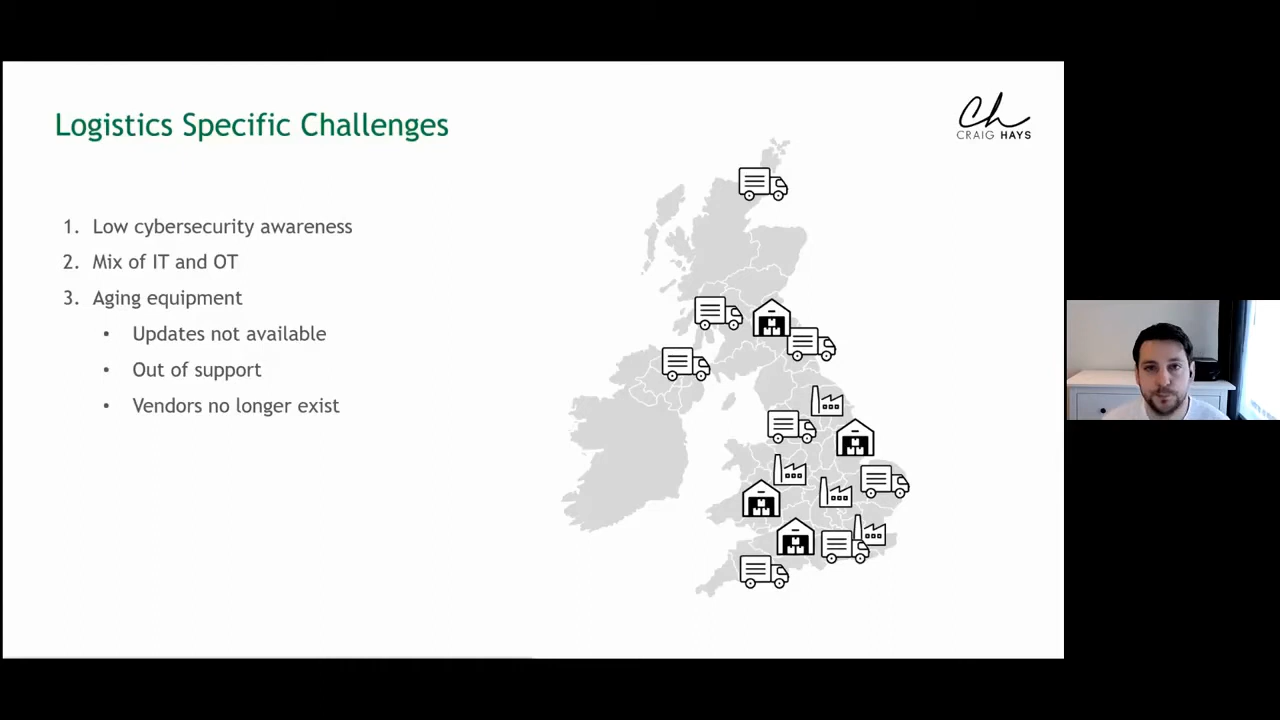 Logistics Specific Challenges
Ch
CRAIG HAYS
1. Low cybersecurity awareness
2. Mix of IT and OT
3. Aging equipment
• Updates not available
• Out of support
• Vendors no longer exist